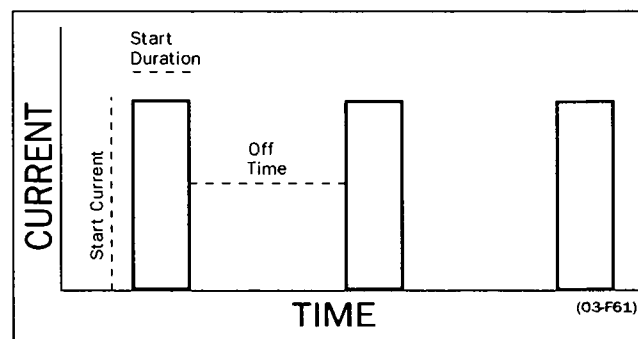 Start
Duration
Off
Time
Start Current
CURRENT
TIME
(03-F61)